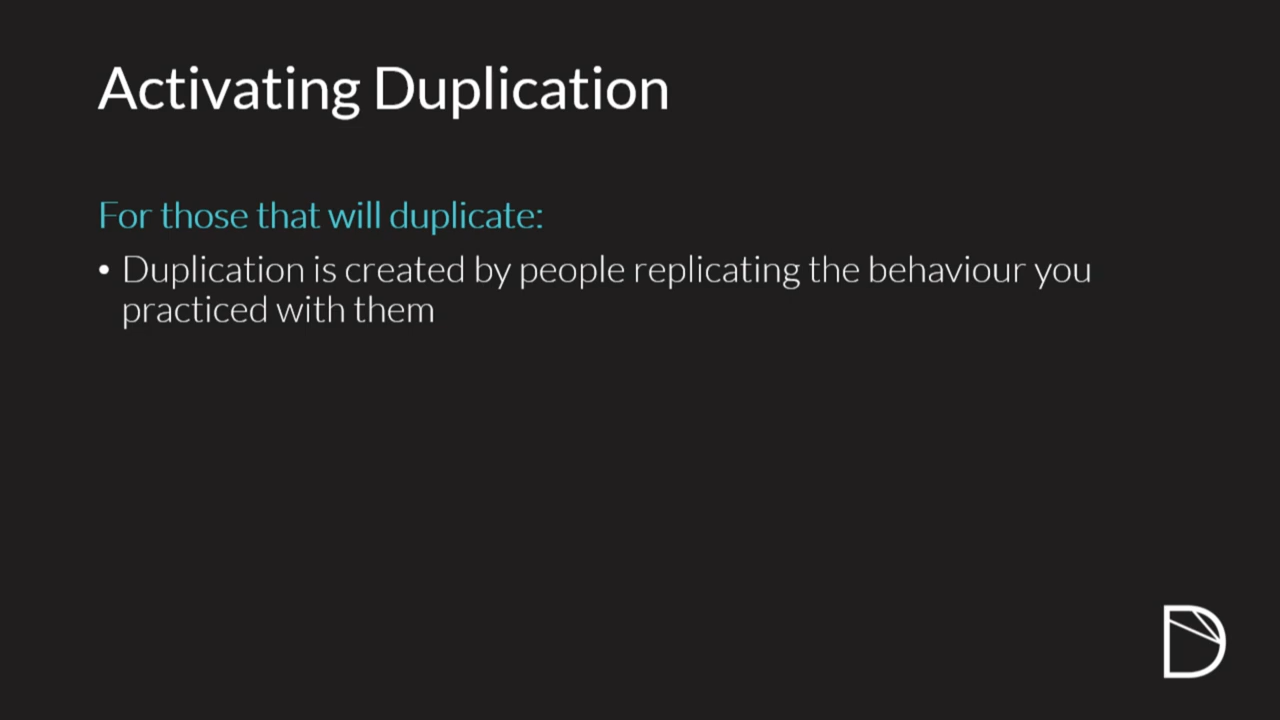 Activating Duplication
For those that will duplicate:
• Duplication is created by people replicating the behaviour you
practiced with them